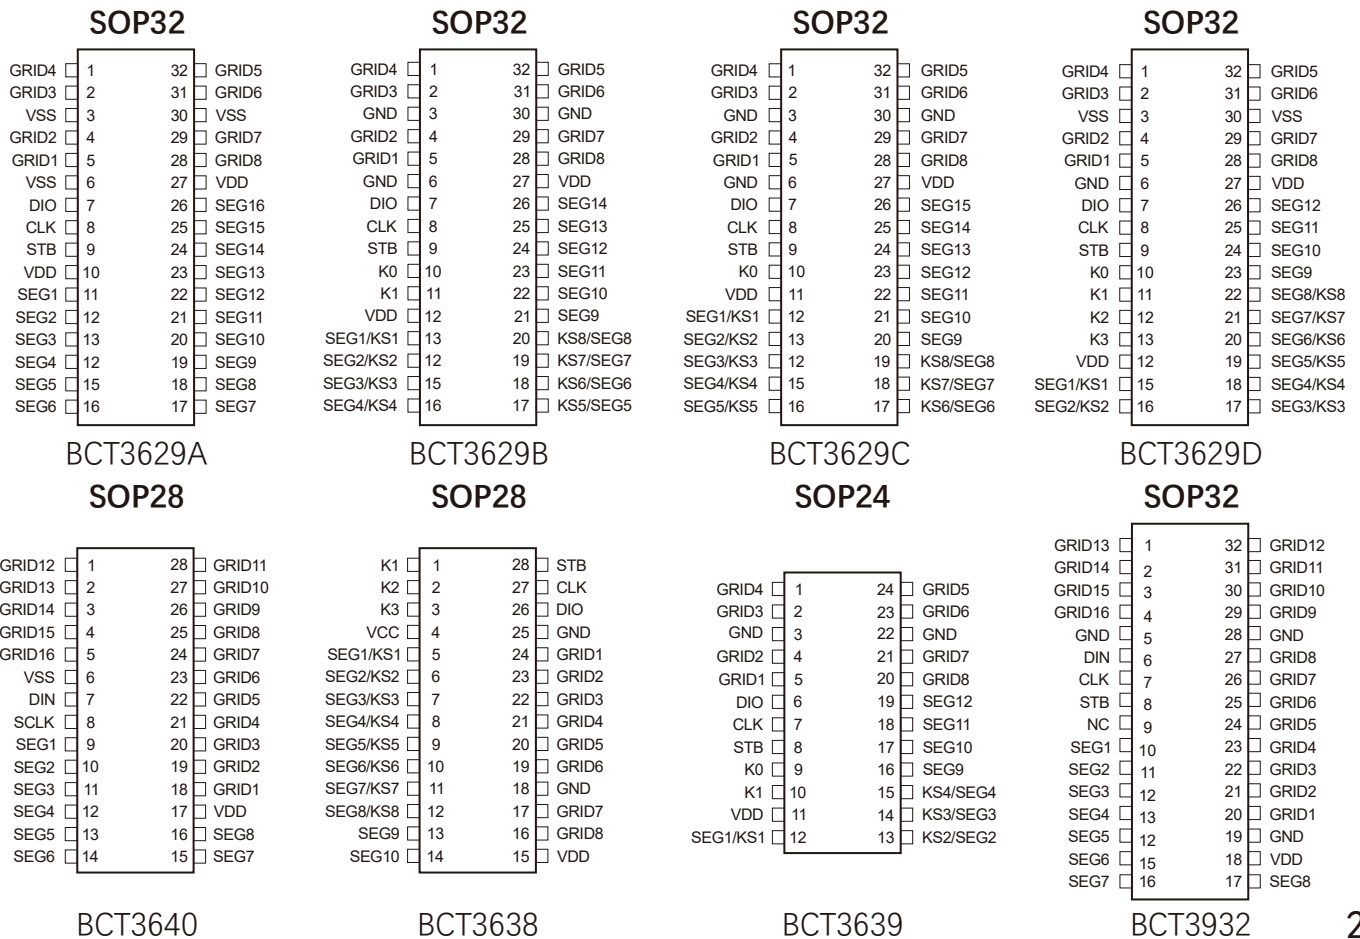 SOP32 SOP32 SOP32 SOP32
GRID4 1 32 GRID5 GRID4 1 32 GRID5 GRID4 1 32 GRID5 GRID4 1 32 GRID5
GRID3 2 31 GRID6 GRID3 2 31 GRID6 GRID3 2 31 GRID6 GRID3 2 31 GRID6
VSS 3 30 VSS GND 3 30 GND GND 3 30 GND VSS 3 30 VSS
GRID2 4 29 GRID7 GRID2 4 29 GRID7 GRID2 4 29 GRID7 GRID2 4 29 GRID7
GRID1 5 28 GRID8 GRID1 5 28 GRID8 GRID1 5 28 GRID8 GRID1 5 28 GRID8
VSS 6 27 VDD GND 6 27 VDD GND 6 27 VDD GND 6 27 VDD
DIO 7 26 SEG16 DIO 7 26 SEG14 DIO 7 26 SEG15 DIO 7 26 SEG12
CLK 8 25 SEG15 CLK 8 25 SEG13 CLK 8 25 SEG14 CLK 8 25 SEG11
STB 9 24 SEG14 STB 9 24 SEG12 STB 9 24 SEG13 STB 9 24 SEG10
VDD 10 23 SEG13 K0 10 23 SEG11 K0 10 23 SEG12 K0 10 23 SEG9
SEG1 11 22 SEG12 K1 11 22 SEG10 VDD 11 22 SEG11 K1 11 22 SEG8/KS8
SEG2 12 21 SEG11 VDD 12 21 SEG9 SEG1/KS1 12 21 SEG10 K2 12 21 SEG7/KS7
SEG3 13 20 SEG10 SEG1/KS1 13 20 KS8/SEG8 SEG2/KS2 13 20 SEG9 K3 13 20 SEG6/KS6
SEG4 12 19 SEG9 SEG2/KS2 12 19 KS7/SEG7 SEG3/KS3 12 19 KS8/SEG8 VDD 12 19 SEG5/KS5
SEG5 15 18 SEG8 SEG3/KS3 15 18 KS6/SEG6 SEG4/KS4 15 18 KS7/SEG7 SEG1/KS1 15 18 SEG4/KS4
SEG6 16 17 SEG7 SEG4/KS4 16 17 KS5/SEG5 SEG5/KS5 16 17 KS6/SEG6 SEG2/KS2 16 17 SEG3/KS3
BCT3629A BCT3629B BCT3629C BCT3629D
SOP28 SOP28 SOP24 SOP32
GRID12 1 28 GRID11
GRID13 2 27 GRID10
GRID14 3 26 GRID9
GRID15 4 25 GRID8
GRID16 5 24 GRID7
VSS 6 23 GRID6
DIN 7 22 GRID5
SCLK 8 21 GRID4
SEG1 9 20 GRID3
SEG2 10 19 GRID2
SEG3 11 18 GRID1
SEG4 12 17 VDD
SEG5 13 16 SEG8
SEG6 14 15 SEG7
BCT3640
K1 1 28 STB
K2 2 27 CLK
K3 3 26 DIO
VCC 4 25 GND
SEG1/KS1 5 24 GRID1
SEG2/KS2 6 23 GRID2
SEG3/KS3 7 22 GRID3
SEG4/KS4 8 21 GRID4
SEG5/KS5 9 20 GRID5
SEG6/KS6 10 19 GRID6
SEG7/KS7 11 18 GND
SEG8/KS8 12 17 GRID7
SEG9 13 16 GRID8
SEG10 14 15 VDD
BCT3638
GRID4 1 24 GRID5
GRID3 2 23 GRID6
GND 3 22 GND
GRID2 4 21 GRID7
GRID1 5 20 GRID8
DIO 6 19 SEG12
CLK 7 18 SEG11
STB 8 17 SEG10
K0 9 16 SEG9
K1 10 15 KS4/SEG4
VDD 11 14 KS3/SEG3
SEG1/KS1 12 13 KS2/SEG2
BCT3639
GRID13 1 32 GRID12
GRID14 2 31 GRID11
GRID15 3 30 GRID10
GRID16 4 29 GRID9
GND 5 28 GND
DIN 6 27 GRID8
CLK 7 26 GRID7
STB 8 25 GRID6
NC 9 24 GRID5
SEG1 10 23 GRID4
SEG2 11 22 GRID3
SEG3 12 21 GRID2
SEG4 13 20 GRID1
SEG5 12 19 GND
SEG6 15 18 VDD
SEG7 16 17 SEG8
BCT3932
2